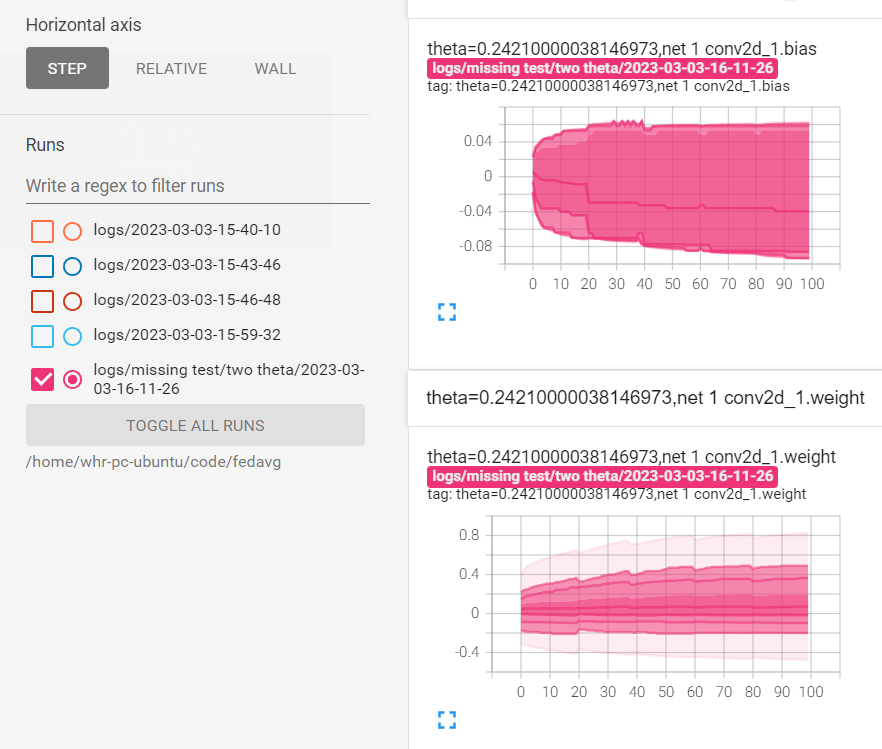 Horizontal axis
STEP RELATIVE WALL
Runs
Write a regex to filter runs
logs/2023-03-03-15-40-10
logs/2023-03-03-15-43-46
logs/2023-03-03-15-46-48
logs/2023-03-03-15-59-32
logs/missing test/two theta/2023-03-
03-16-11-26
TOGGLE ALL RUNS
/home/whr-pc-ubuntu/code/fedavg
theta=0.24210000038146973,net 1 conv2d_1.bias
logs/missing test/two theta/2023-03-03-16-11-26
tag: theta=0.24210000038146973,net 1 conv2d_1.bias
0.04
0
-0.04
-0.08
0 10 20 30 40 50 60 70 80 90 100
theta=0.24210000038146973,net 1 conv2d_1.weight
theta=0.24210000038146973,net 1 conv2d_1.weight
logs/missing test/two theta/2023-03-03-16-11-26
tag: theta=0.24210000038146973,net 1 conv2d_1.weight
0.8
0.4
0
-0.4
0 10 20 30 40 50 60 70 80 90 100